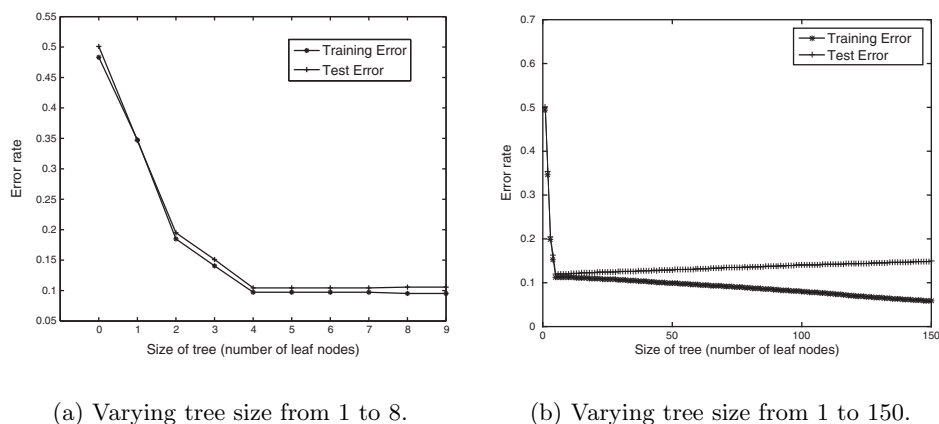 0.55
0.5
0.45
0.4
0.35
0.3
0.25
0.2
0.15
0.1
0.05
Error rate
Training Error
Test Error
0 1 2 3 4 5 6 7 8 9
Size of tree (number of leaf nodes)
(a) Varying tree size from 1 to 8.
0.7
0.6
0.5
0.4
0.3
0.2
0.1
0
Error rate
Training Error
Test Error
0 50 100 150
Size of tree (number of leaf nodes)
(b) Varying tree size from 1 to 150.